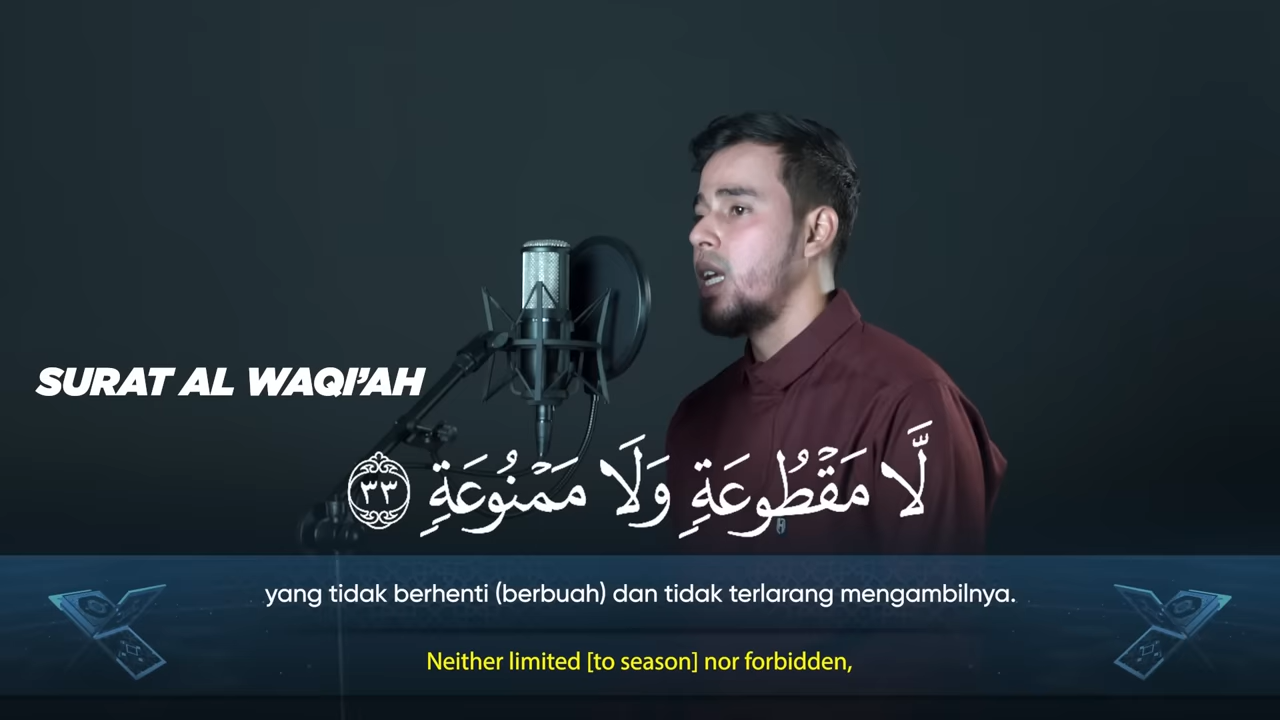 SURAT AL WAQI'AH
لَّا مَقْطُوعَةٍ وَلَا مَمْنُوعَةٍ ٣٣
yang tidak berhenti (berbuah) dan tidak terlarang mengambilnya.
Neither limited [to season] nor forbidden,